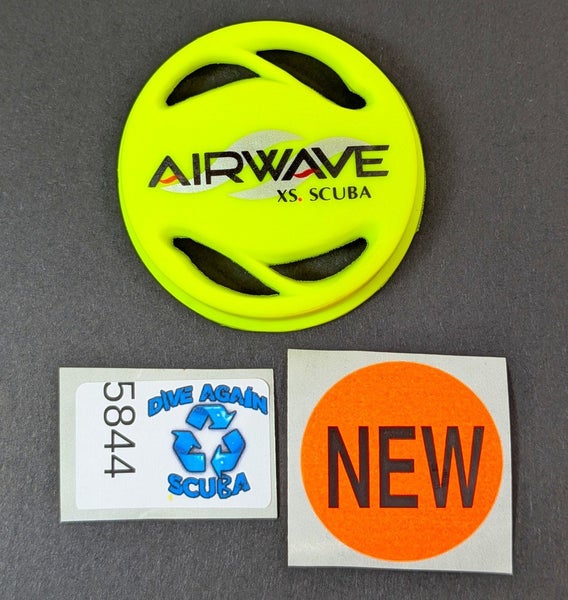 AIRWAVE
XS. SCUBA
5844
DIVE AGAIN
SCUBA
NEW